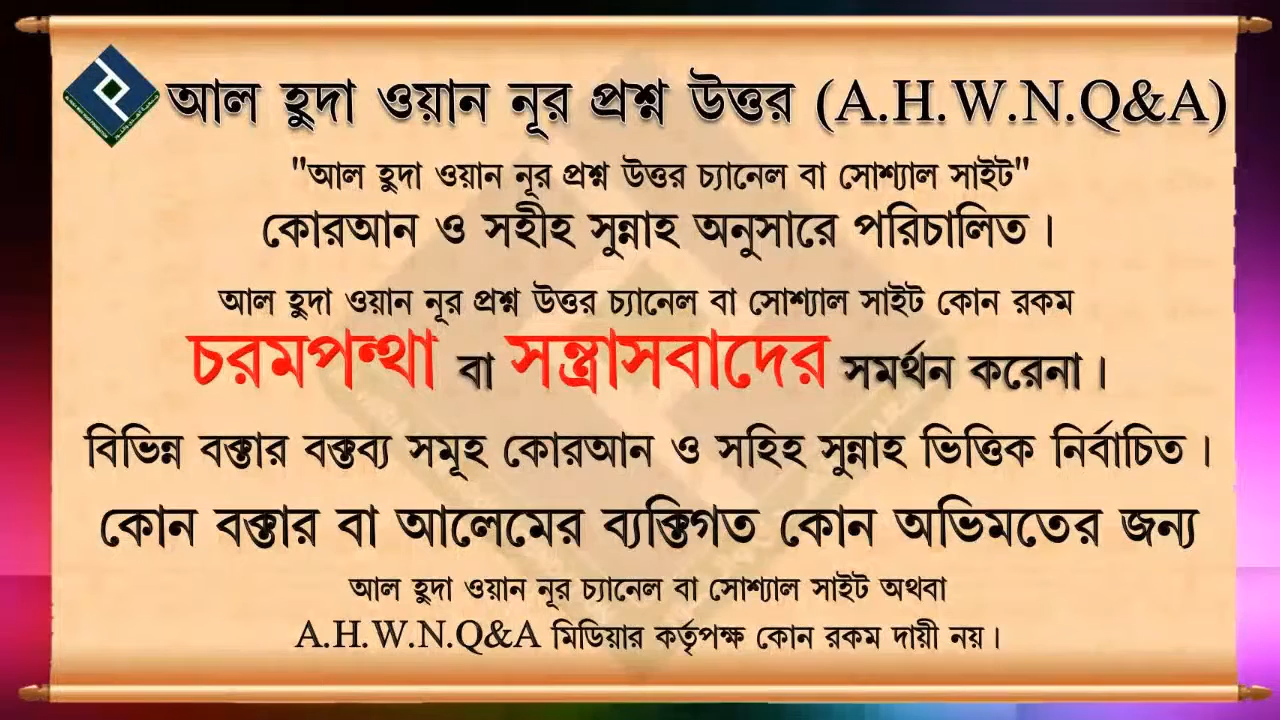 আল হুদা ওয়ান নূর প্রশ্ন উত্তর (A.H.W.N.Q&A)
"আল হুদা ওয়ান নূর প্রশ্ন উত্তর চ্যানেল বা সোশ্যাল সাইট"
কোরআন ও সহীহ সুন্নাহ অনুসারে পরিচালিত।
আল হুদা ওয়ান নূর প্রশ্ন উত্তর চ্যানেল বা সোশ্যাল সাইট কোন রকম
চরমপন্থা বা সন্ত্রাসবাদের সমর্থন করেনা।
বিভিন্ন বক্তার বক্তব্য সমূহ কোরআন ও সহিহ সুন্নাহ ভিত্তিক নির্বাচিত।
কোন বক্তার বা আলেমের ব্যক্তিগত কোন অভিমতের জন্য
আল হুদা ওয়ান নূর চ্যানেল বা সোশ্যাল সাইট অথবা
A.H.W.N.Q&A মিডিয়ার কর্তৃপক্ষ কোন রকম দায়ী নয়।